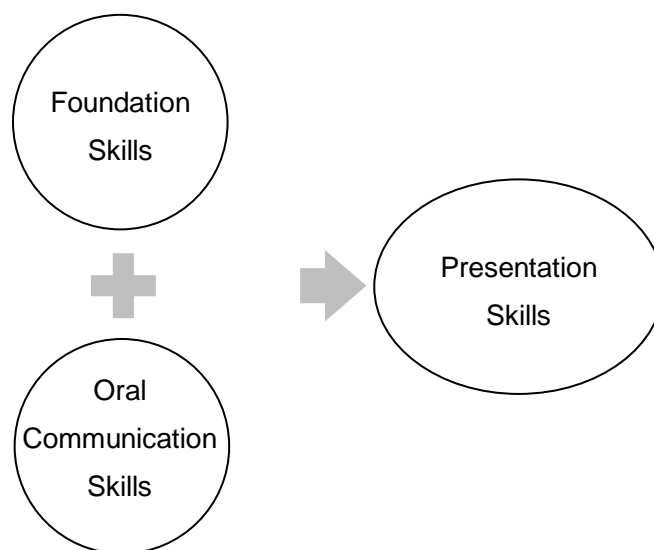 Foundation
Skills
Presentation
Skills
Oral
Communication
Skills